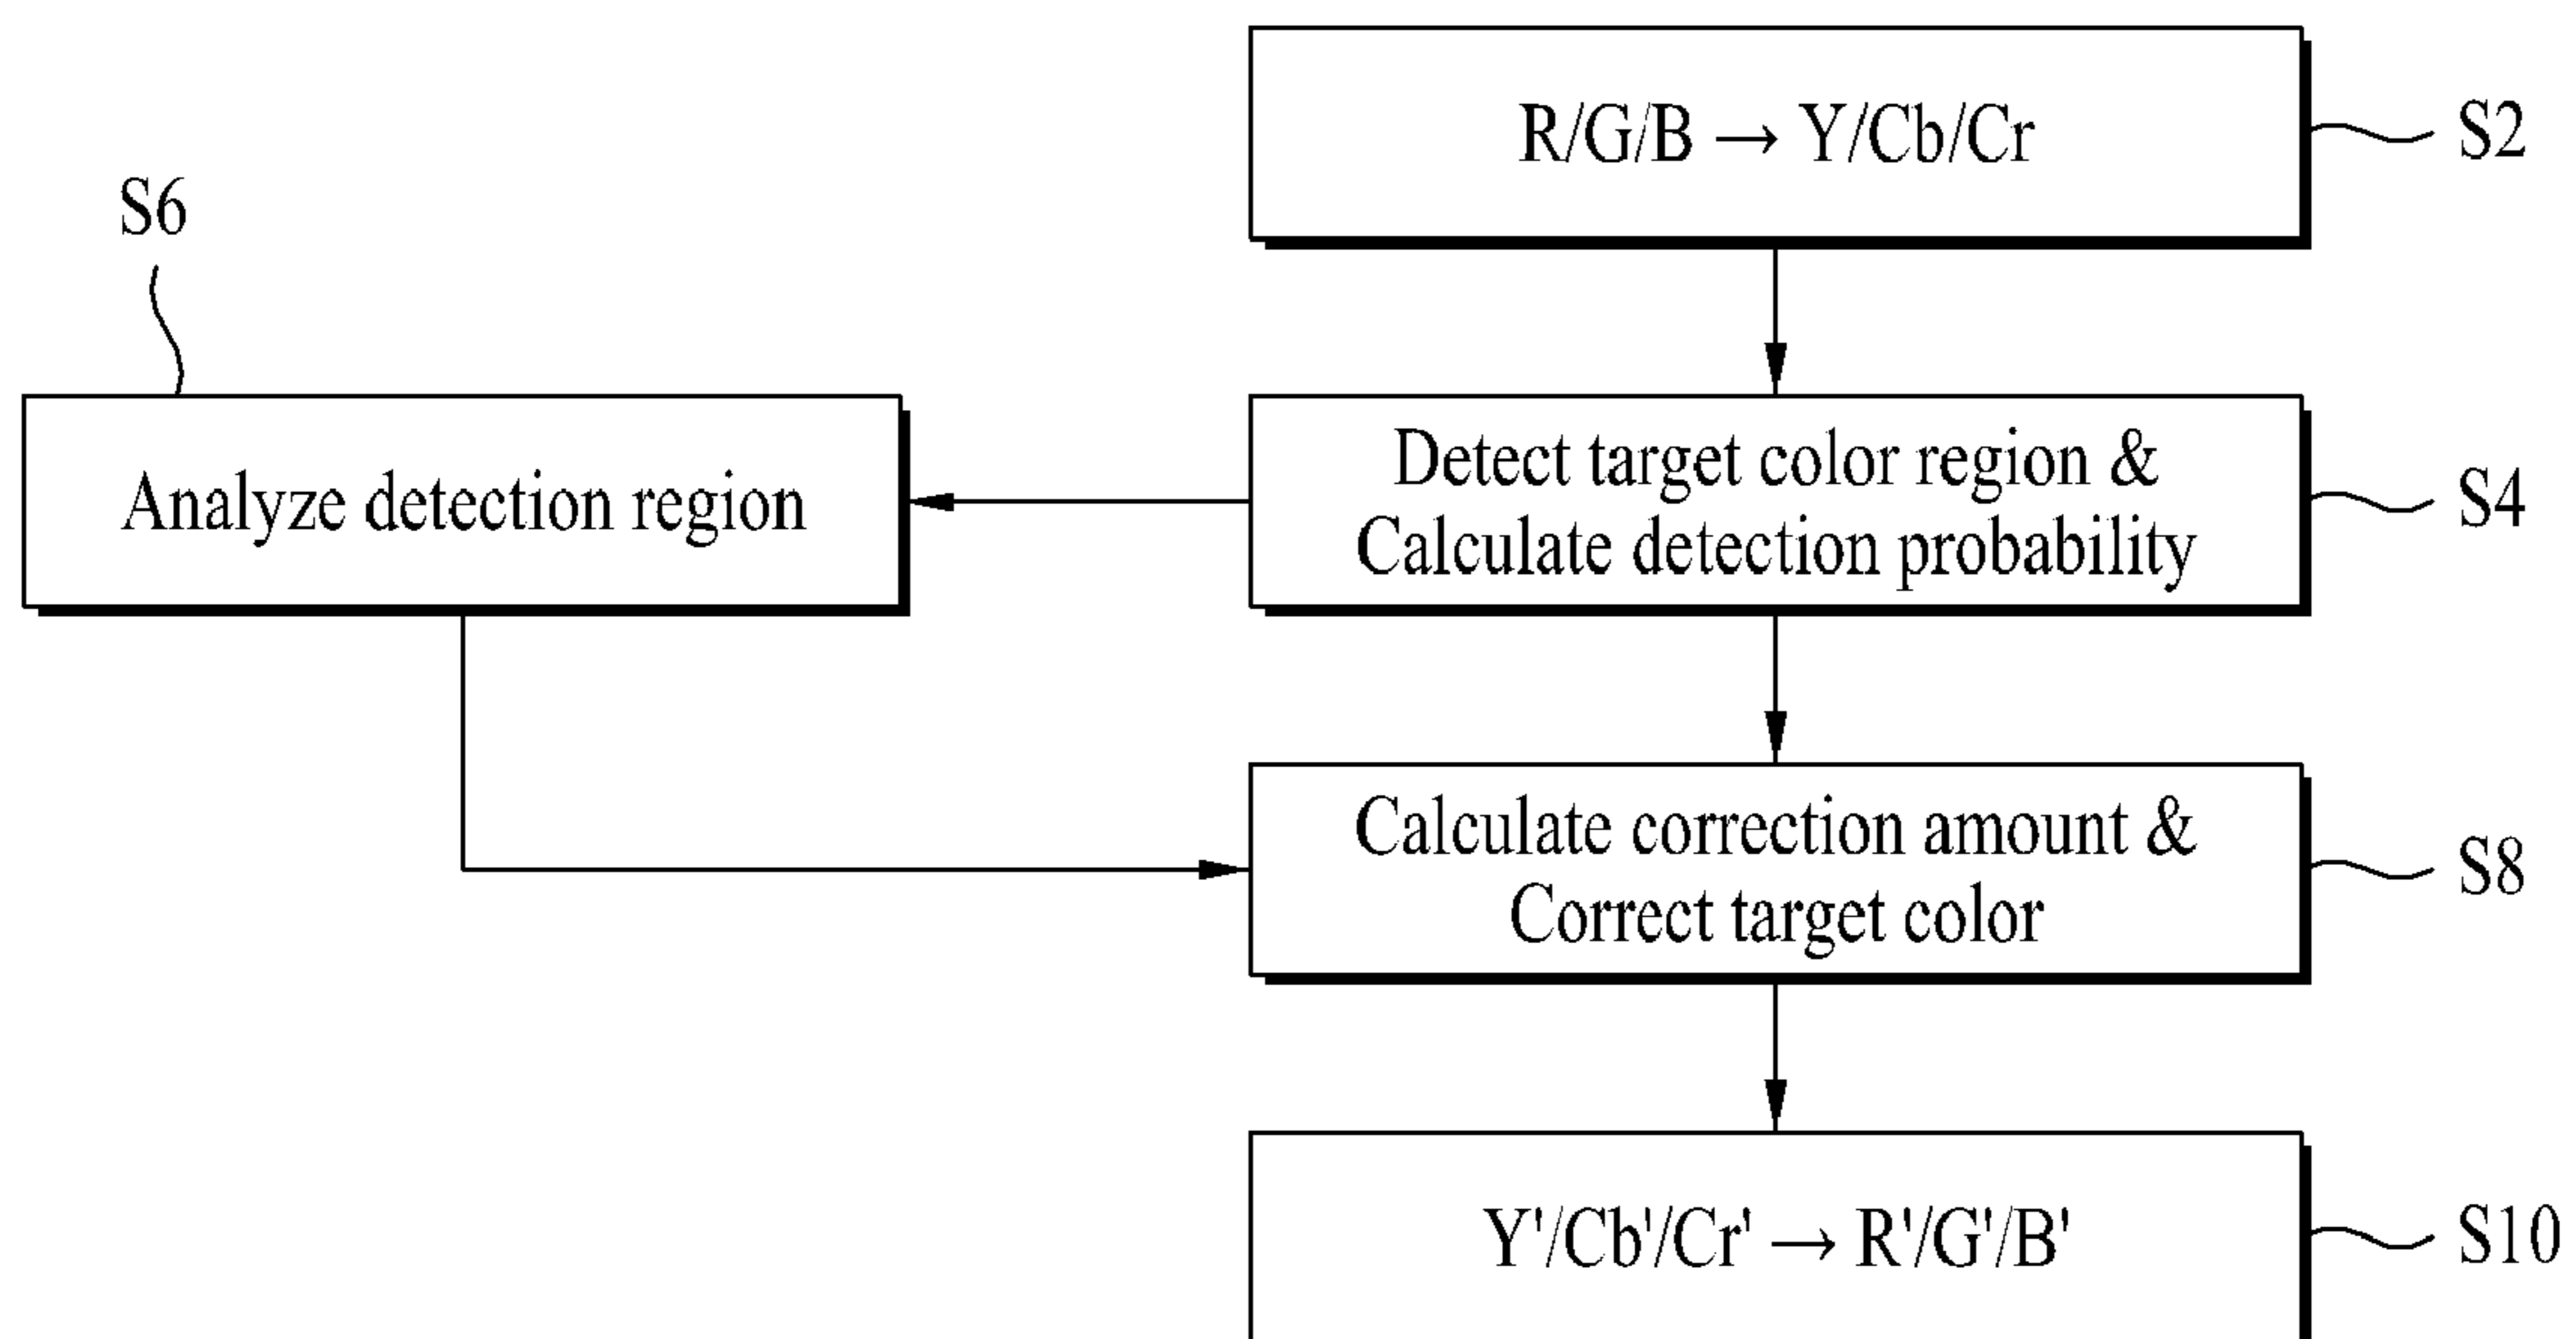 R/G/B → Y/Cb/Cr
S2
S6
Analyze detection region
Detect target color region &
Calculate detection probability
S4
Calculate correction amount &
Correct target color
S8
Y'/Cb'/Cr' → R'/G'/B'
S10